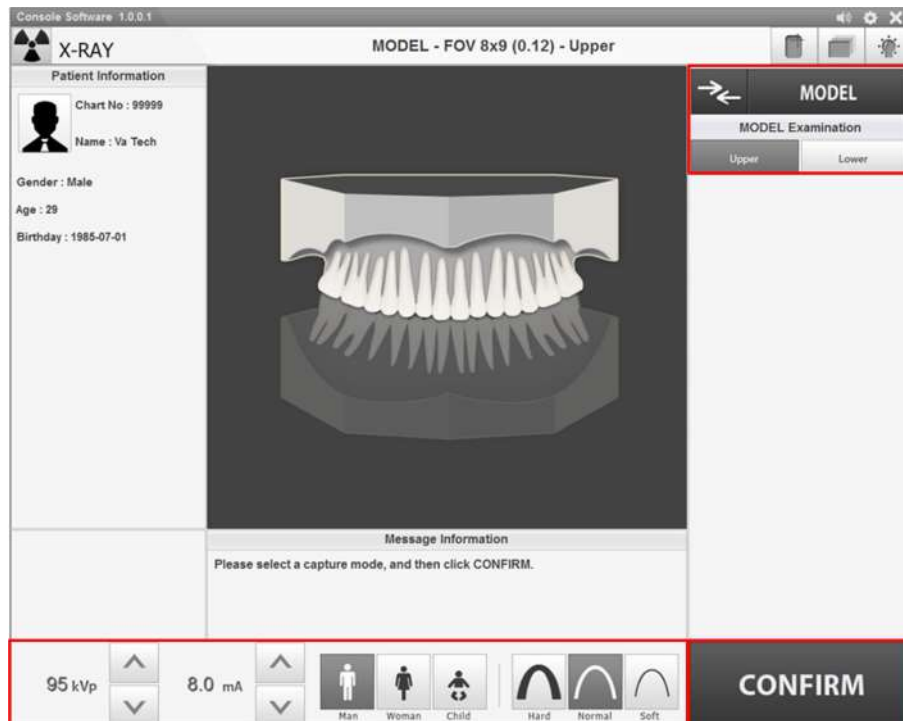 Console Software 1.0.0.1
X-RAY
MODEL - FOV 8x9 (0.12) - Upper
Patient Information
Chart No : 99999
Name : Va Tech
Gender : Male
Age : 29
Birthday : 1985-07-01
MODEL
MODEL Examination
Upper Lower
Message Information
Please select a capture mode, and then click CONFIRM.
95 kVp 8.0 mA
Man Woman Child Hard Normal Soft
CONFIRM